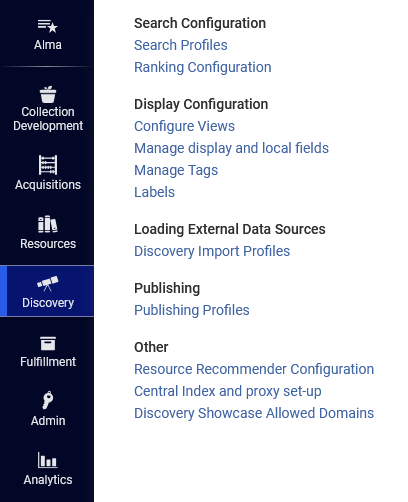 Alma
Collection
Development
Acquisitions
Resources
Discovery
Fulfillment
Admin
Analytics
Search Configuration
Search Profiles
Ranking Configuration
Display Configuration
Configure Views
Manage display and local fields
Manage Tags
Labels
Loading External Data Sources
Discovery Import Profiles
Publishing
Publishing Profiles
Other
Resource Recommender Configuration
Central Index and proxy set-up
Discovery Showcase Allowed Domains